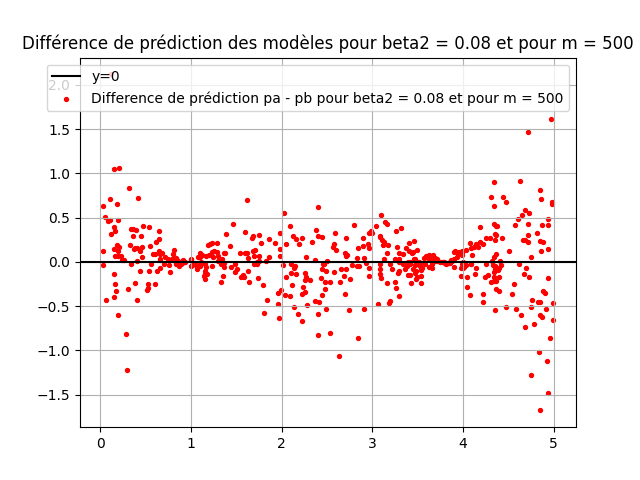 Différence de prédiction des modèles pour beta2 = 0.08 et pour m = 500
y=0
Difference de prédiction pa - pb pour beta2 = 0.08 et pour m = 500
2.0
1.5
1.0
0.5
0.0
−0.5
−1.0
−1.5
0 1 2 3 4 5